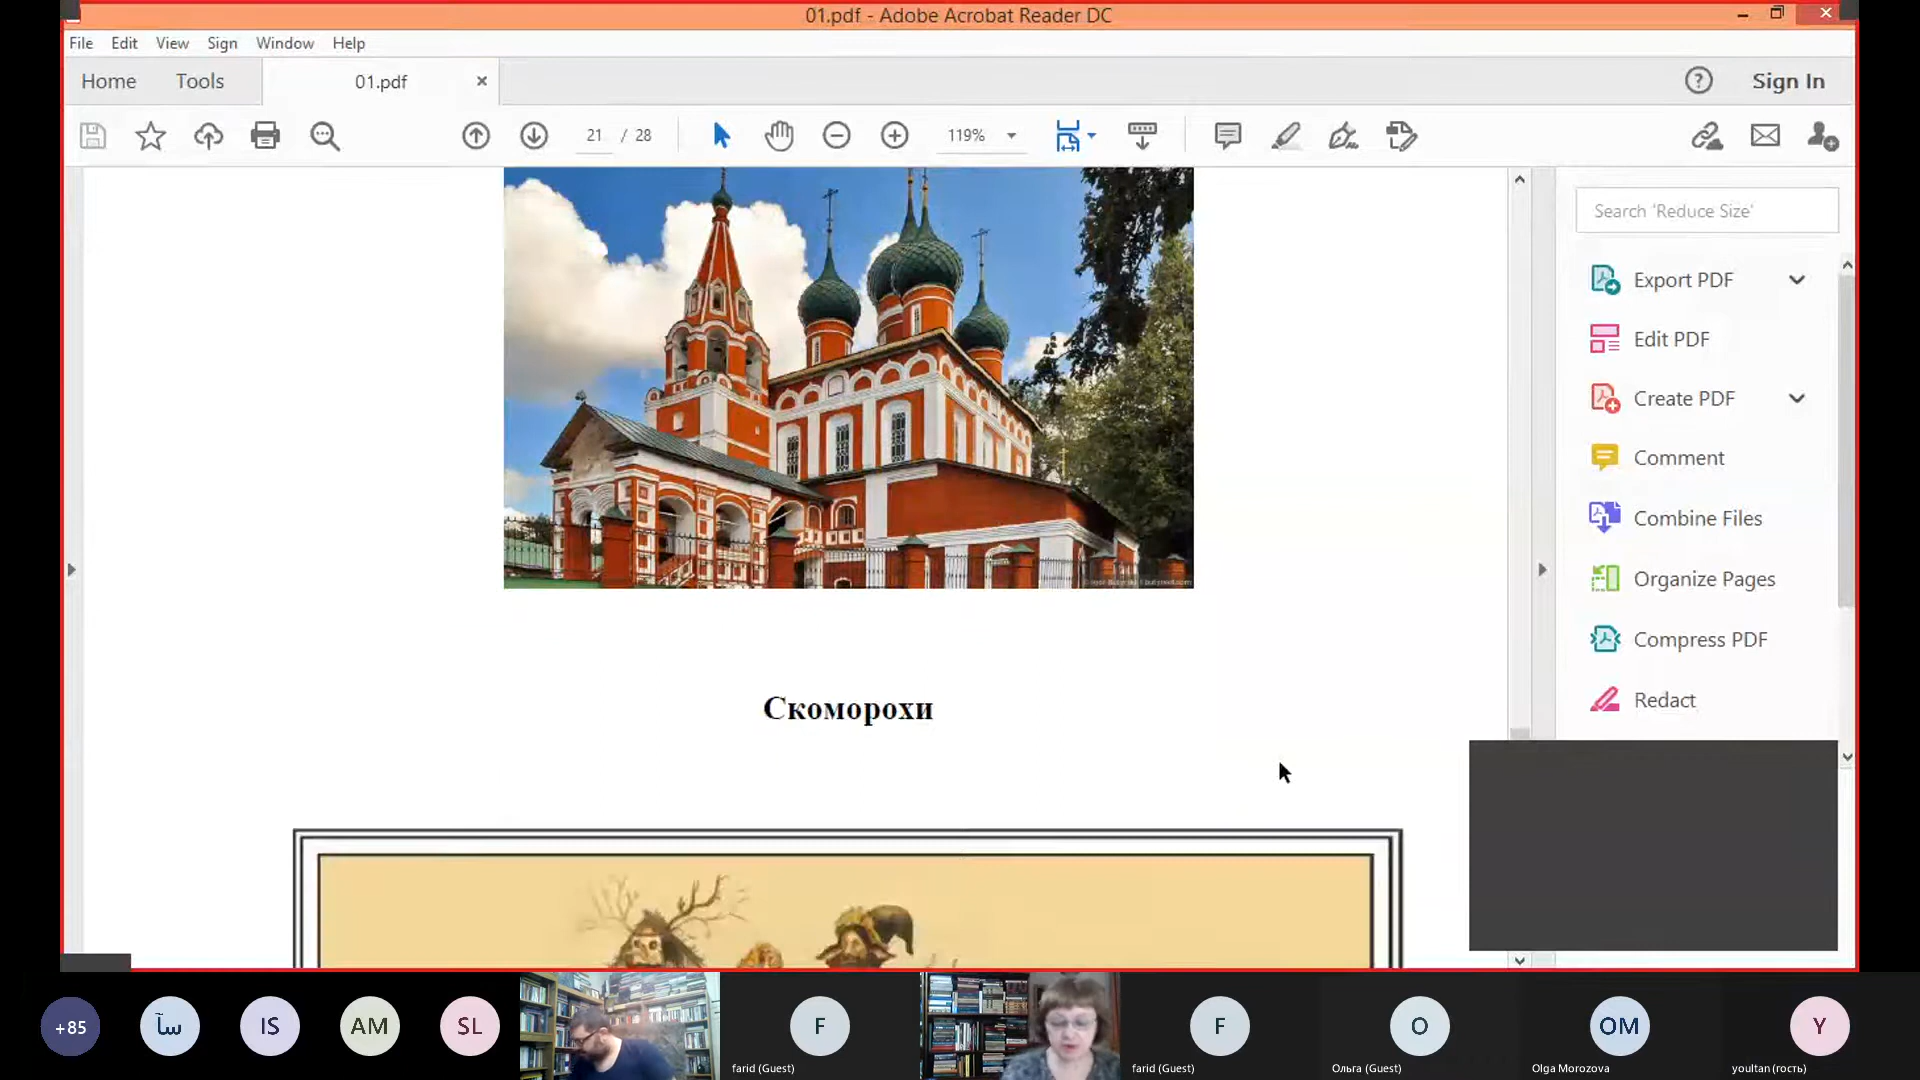 01.pdf - Adobe Acrobat Reader DC
File Edit View Sign Window Help
Home Tools 01.pdf Sign In
21 / 28 119%
Search 'Reduce Size'
Export PDF
Edit PDF
Create PDF
Comment
Combine Files
Organize Pages
Compress PDF
Redact
Скоморохи
+85 سآ IS AM SL F F O OM Y
farid (Guest) farid (Guest) Ольга (Guest) Olga Morozova youltan (гость)